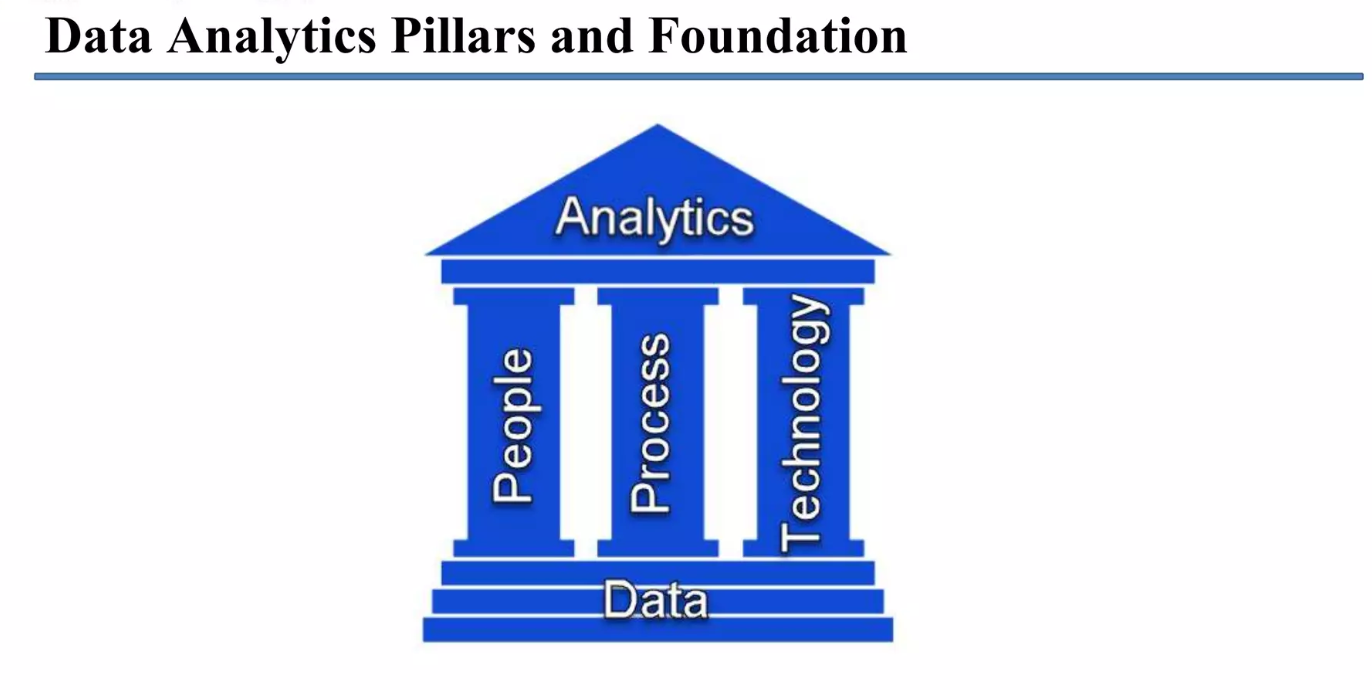 Data Analytics Pillars and Foundation
Analytics
People
Process
Technology
Data